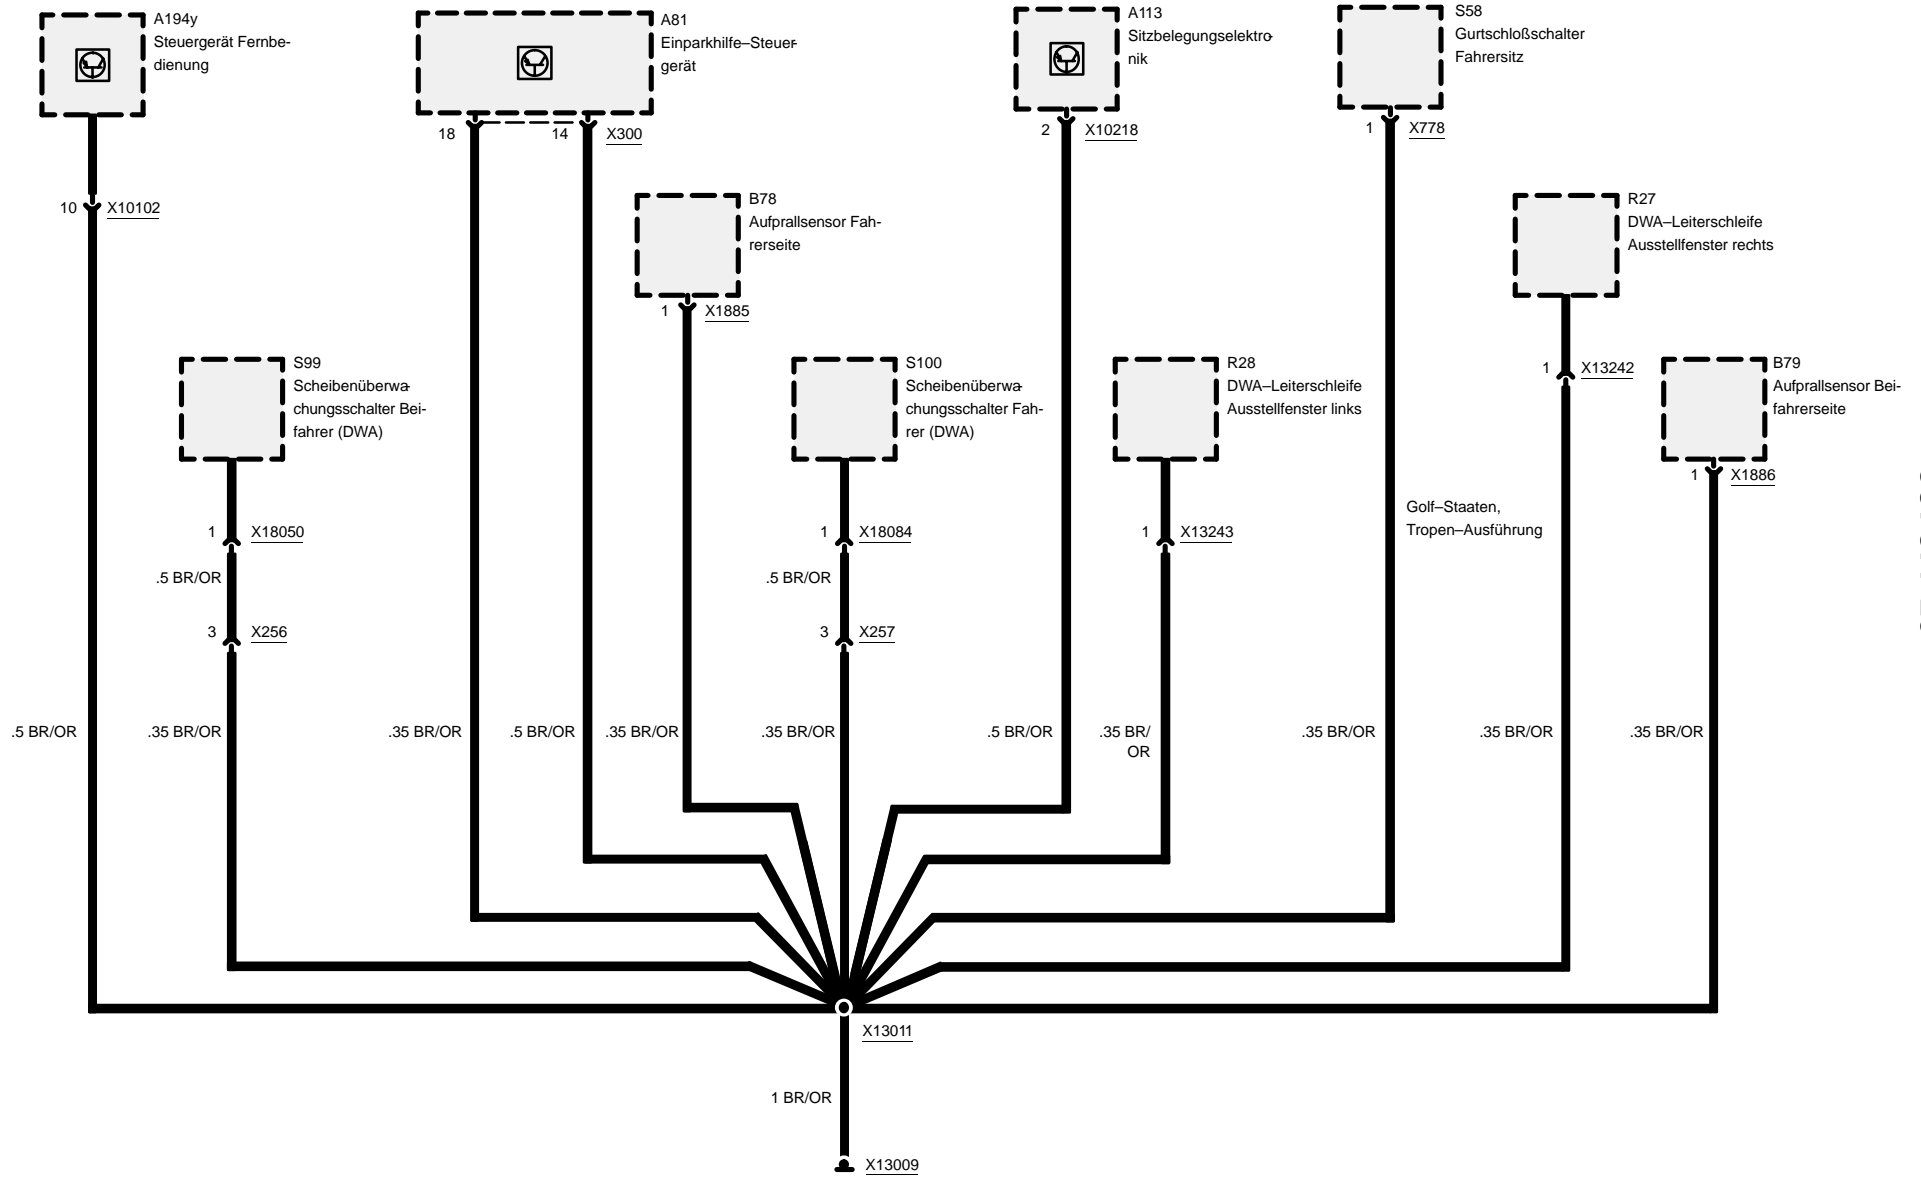 A194y
Steuergerät Fernbe-
dienung
A81
Einparkhilfe–Steuer-
gerät
A113
Sitzbelegungselektro-
nik
S58
Gurtschloßschalter
Fahrersitz
18
14
X300
2
X10218
1
X778
10
X10102
B78
Aufprallsensor Fah-
rerseite
1
X1885
R27
DWA–Leiterschleife
Ausstellfenster rechts
1
X13242
S99
Scheibenüberwa-
chungsschalter Bei-
fahrer (DWA)
S100
Scheibenüberwa-
chungsschalter Fah-
rer (DWA)
R28
DWA–Leiterschleife
Ausstellfenster links
B79
Aufprallsensor Bei-
fahrerseite
1
X1886
Golf–Staaten,
Tropen–Ausführung
1
X18050
1
X18084
1
X13243
.5 BR/OR
.5 BR/OR
3
X256
3
X257
.5 BR/OR
.35 BR/OR
.35 BR/OR
.5 BR/OR
.35 BR/OR
.35 BR/OR
.5 BR/OR
.35 BR/
OR
.35 BR/OR
.35 BR/OR
.35 BR/OR
X13011
1 BR/OR
X13009